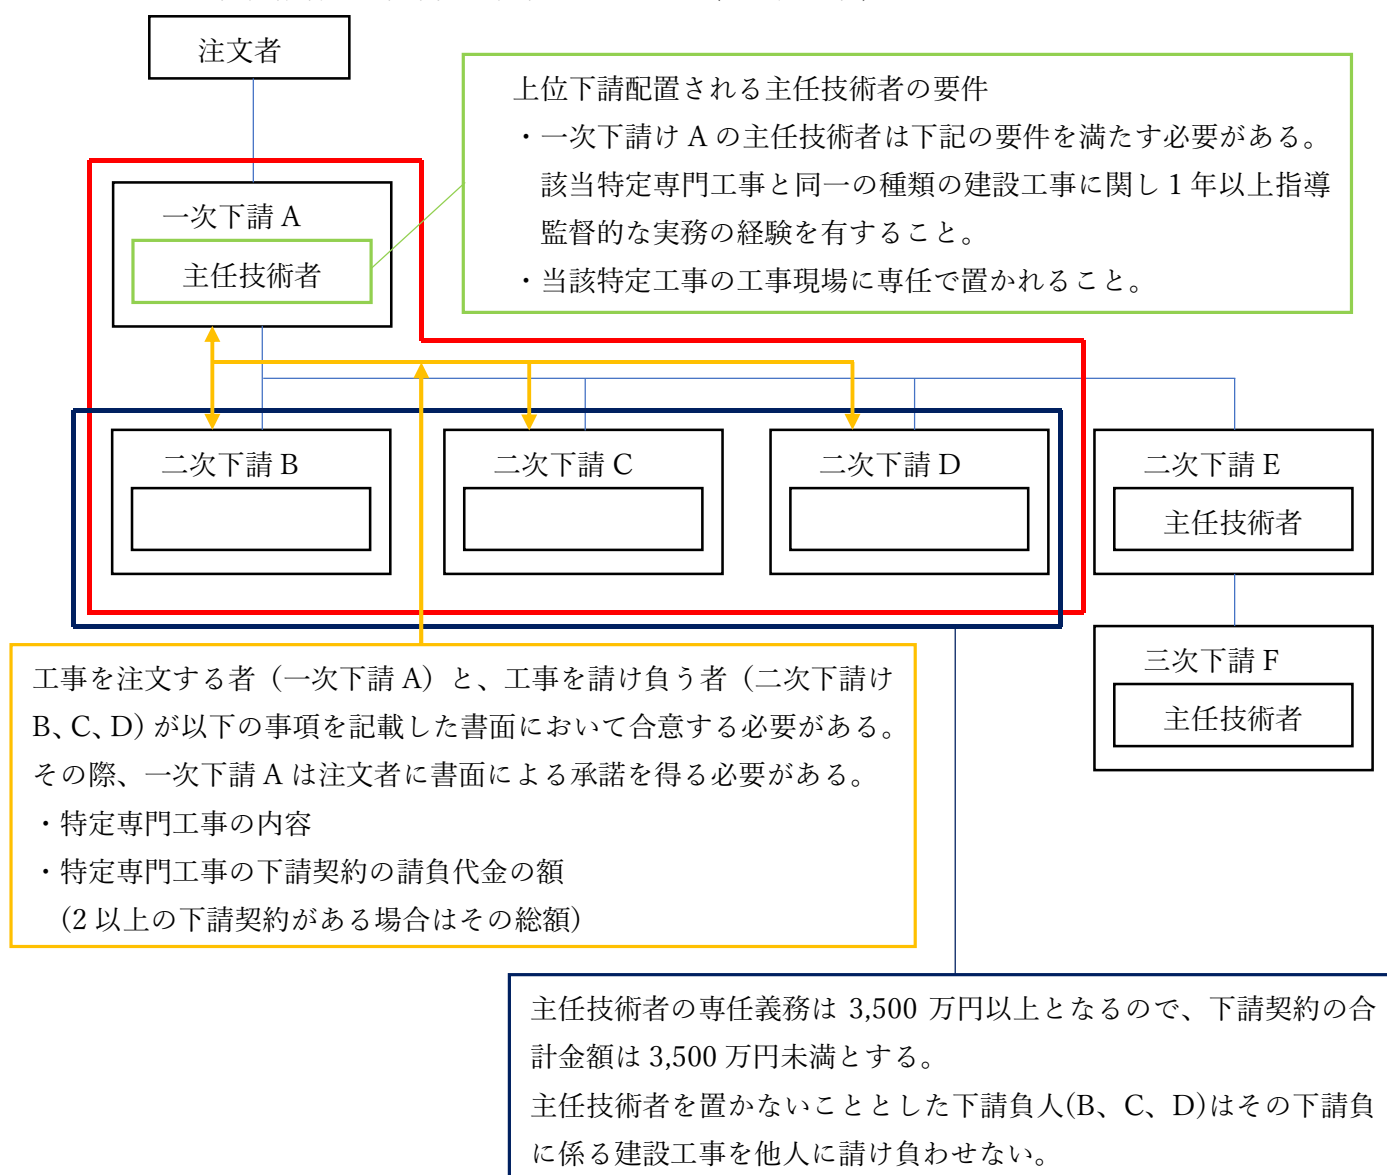 注文者
上位下請配置される主任技術者の要件
・一次下請け A の主任技術者は下記の要件を満たす必要がある。
該当特定専門工事と同一の種類の建設工事に関し 1 年以上指導
監督的な実務の経験を有すること。
・当該特定工事の工事現場に専任で置かれること。
一次下請 A
主任技術者
二次下請 B
二次下請 C
二次下請 D
二次下請 E
主任技術者
三次下請 F
主任技術者
工事を注文する者（一次下請 A）と、工事を請け負う者（二次下請け
B、C、D）が以下の事項を記載した書面において合意する必要がある。
その際、一次下請 A は注文者に書面による承諾を得る必要がある。
・特定専門工事の内容
・特定専門工事の下請契約の請負代金の額
(2 以上の下請契約がある場合はその総額)
主任技術者の専任義務は 3,500 万円以上となるので、下請契約の合
計金額は 3,500 万円未満とする。
主任技術者を置かないこととした下請負人(B、C、D)はその下請負
に係る建設工事を他人に請け負わせない。